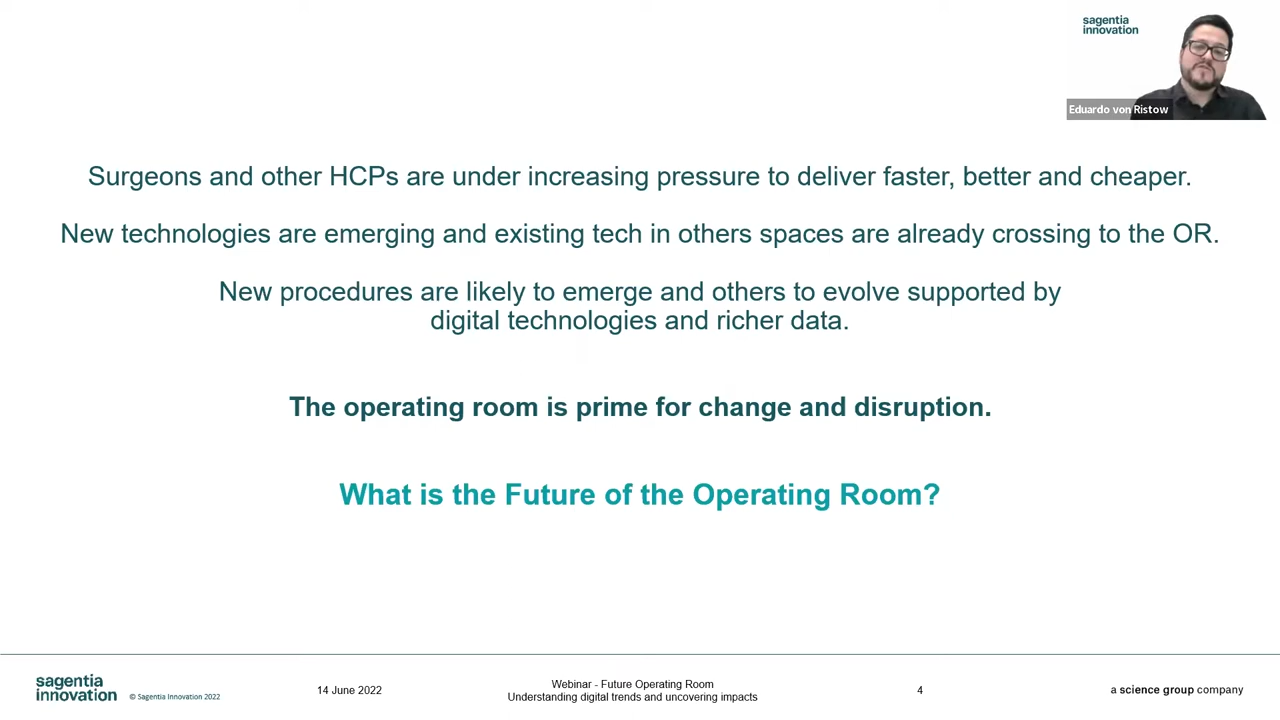 sagentia
innovation
Eduardo von Ristow
Surgeons and other HCPs are under increasing pressure to deliver faster, better and cheaper.
New technologies are emerging and existing tech in others spaces are already crossing to the OR.
New procedures are likely to emerge and others to evolve supported by
digital technologies and richer data.
The operating room is prime for change and disruption.
What is the Future of the Operating Room?
sagentia
innovation
© Sagentia Innovation 2022
14 June 2022
Webinar - Future Operating Room
Understanding digital trends and uncovering impacts
4
a science group company